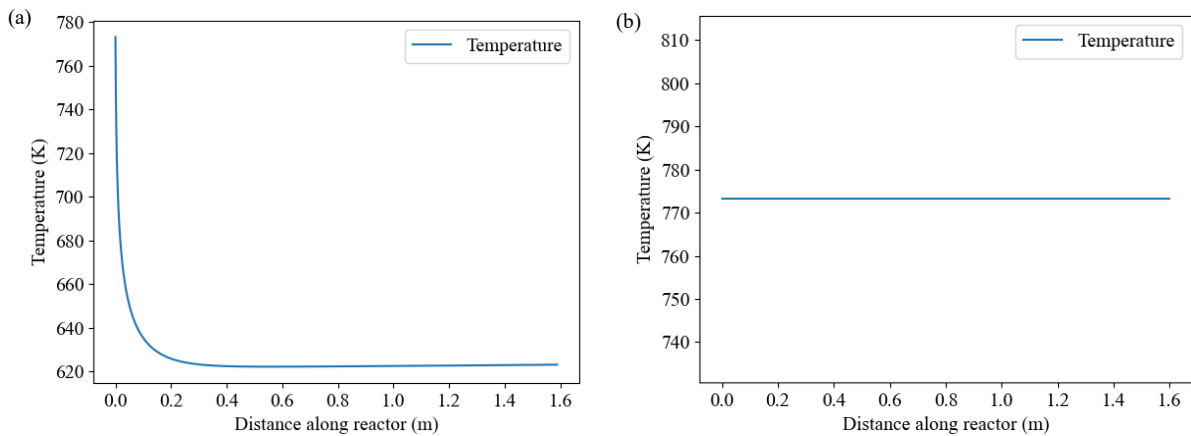 (a)
780
760
740
720
700
680
660
640
620
Temperature (K)
Temperature
0.0 0.2 0.4 0.6 0.8 1.0 1.2 1.4 1.6
Distance along reactor (m)
(b)
810
800
790
780
770
760
750
740
Temperature (K)
Temperature
0.0 0.2 0.4 0.6 0.8 1.0 1.2 1.4 1.6
Distance along reactor (m)